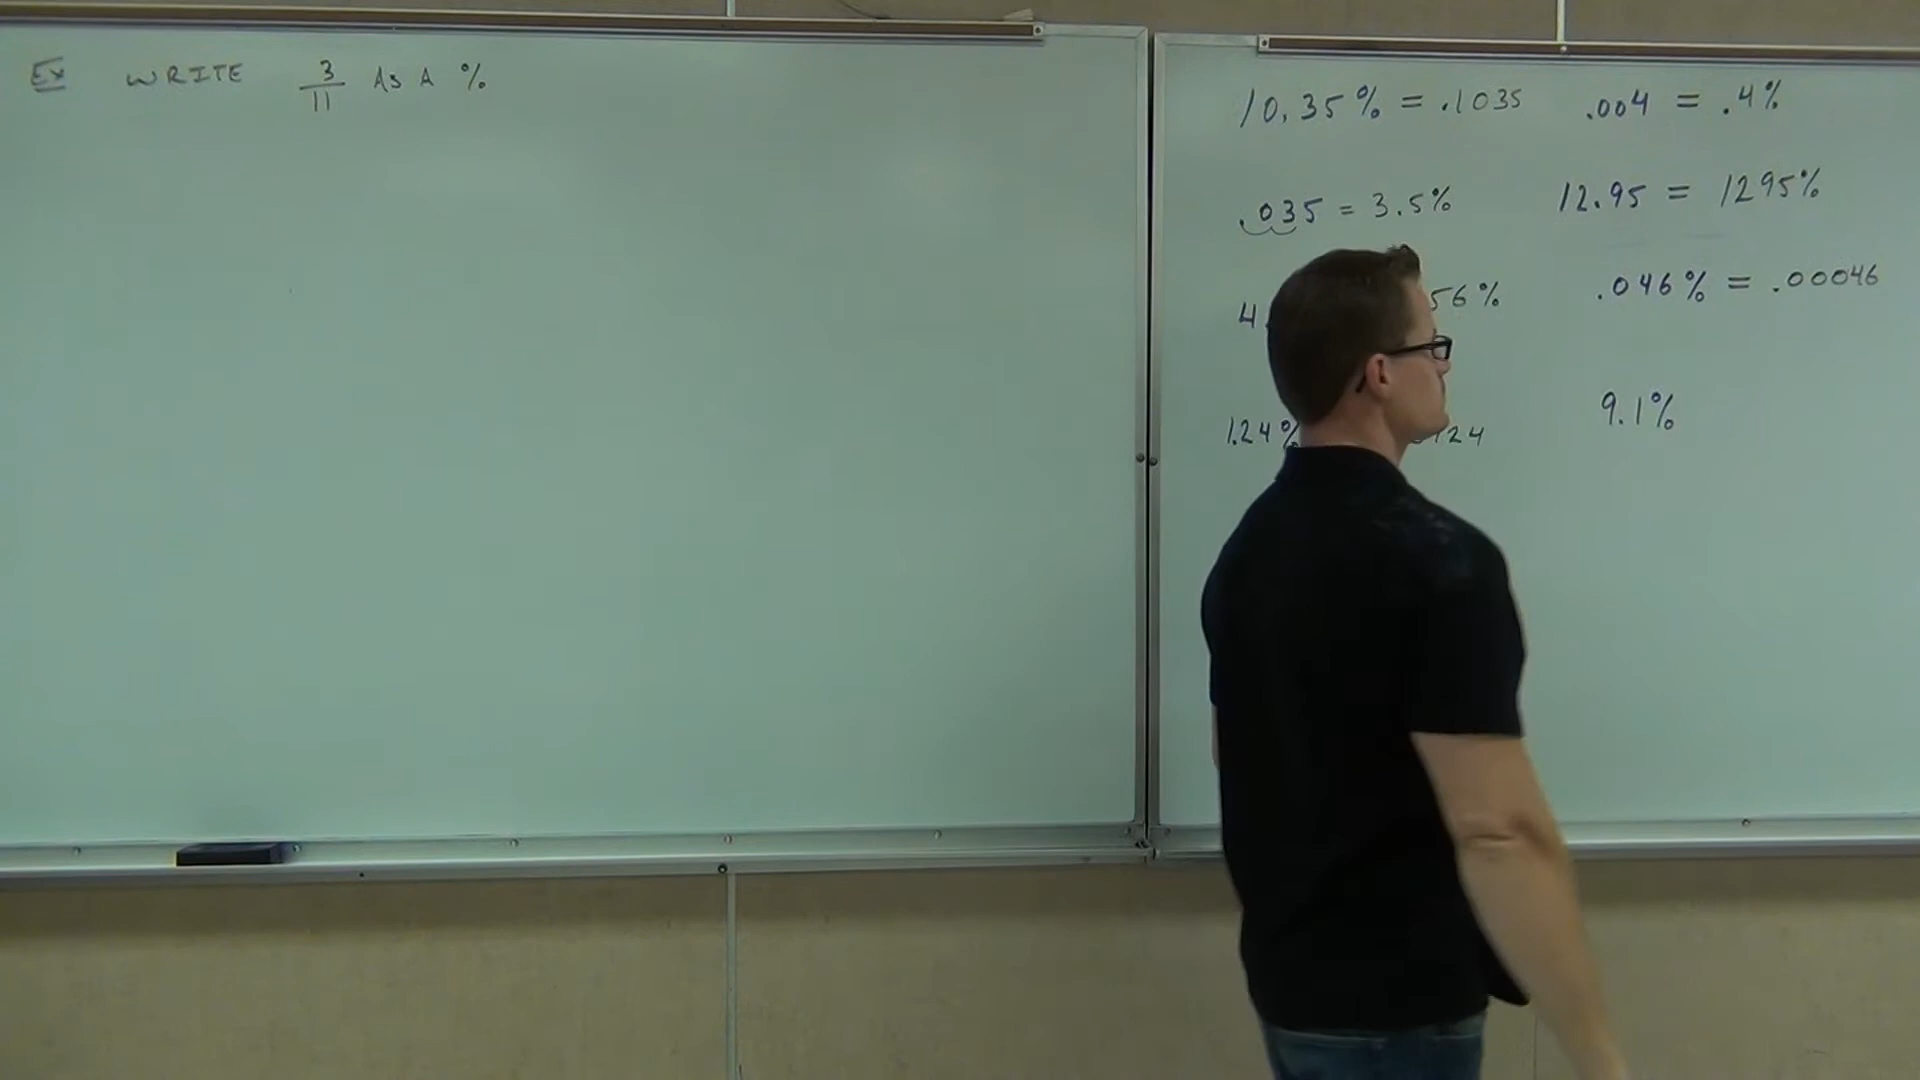 Ex WRITE 3/11 As A %
10.35% = .1035
.035 = 3.5%
4. 56%
1.24% 124
.004 = .4%
12.95 = 1295%
.046% = .00046
9.1%